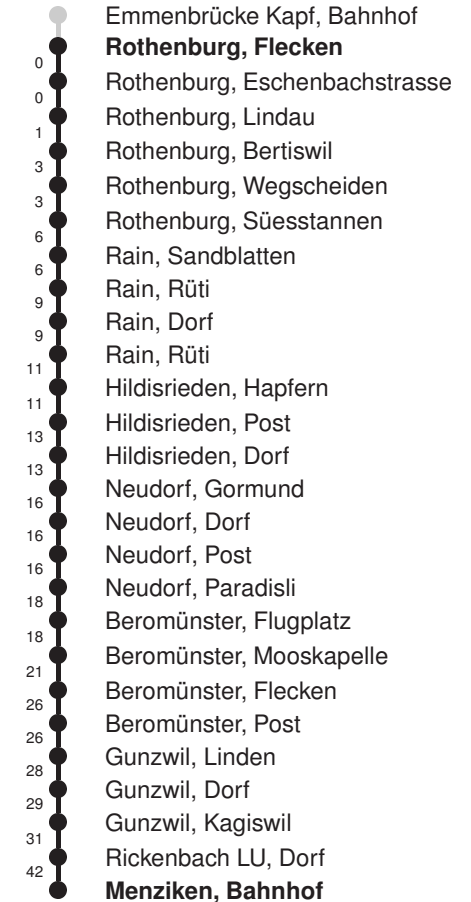 Emmenbrücke Kapf, Bahnhof
Rothenburg, Flecken
0
Rothenburg, Eschenbachstrasse
0
Rothenburg, Lindau
1
Rothenburg, Bertiswil
3
Rothenburg, Wegscheiden
3
Rothenburg, Süesstannen
6
Rain, Sandblatten
6
Rain, Rüti
9
Rain, Dorf
9
Rain, Rüti
11
Hildisrieden, Hapfern
11
Hildisrieden, Post
13
Hildisrieden, Dorf
13
Neudorf, Gormund
16
Neudorf, Dorf
16
Neudorf, Post
16
Neudorf, Paradisli
18
Beromünster, Flugplatz
18
Beromünster, Mooskapelle
21
Beromünster, Flecken
26
Beromünster, Post
26
Gunzwil, Linden
28
Gunzwil, Dorf
29
Gunzwil, Kagiswil
31
Rickenbach LU, Dorf
42
Menziken, Bahnhof